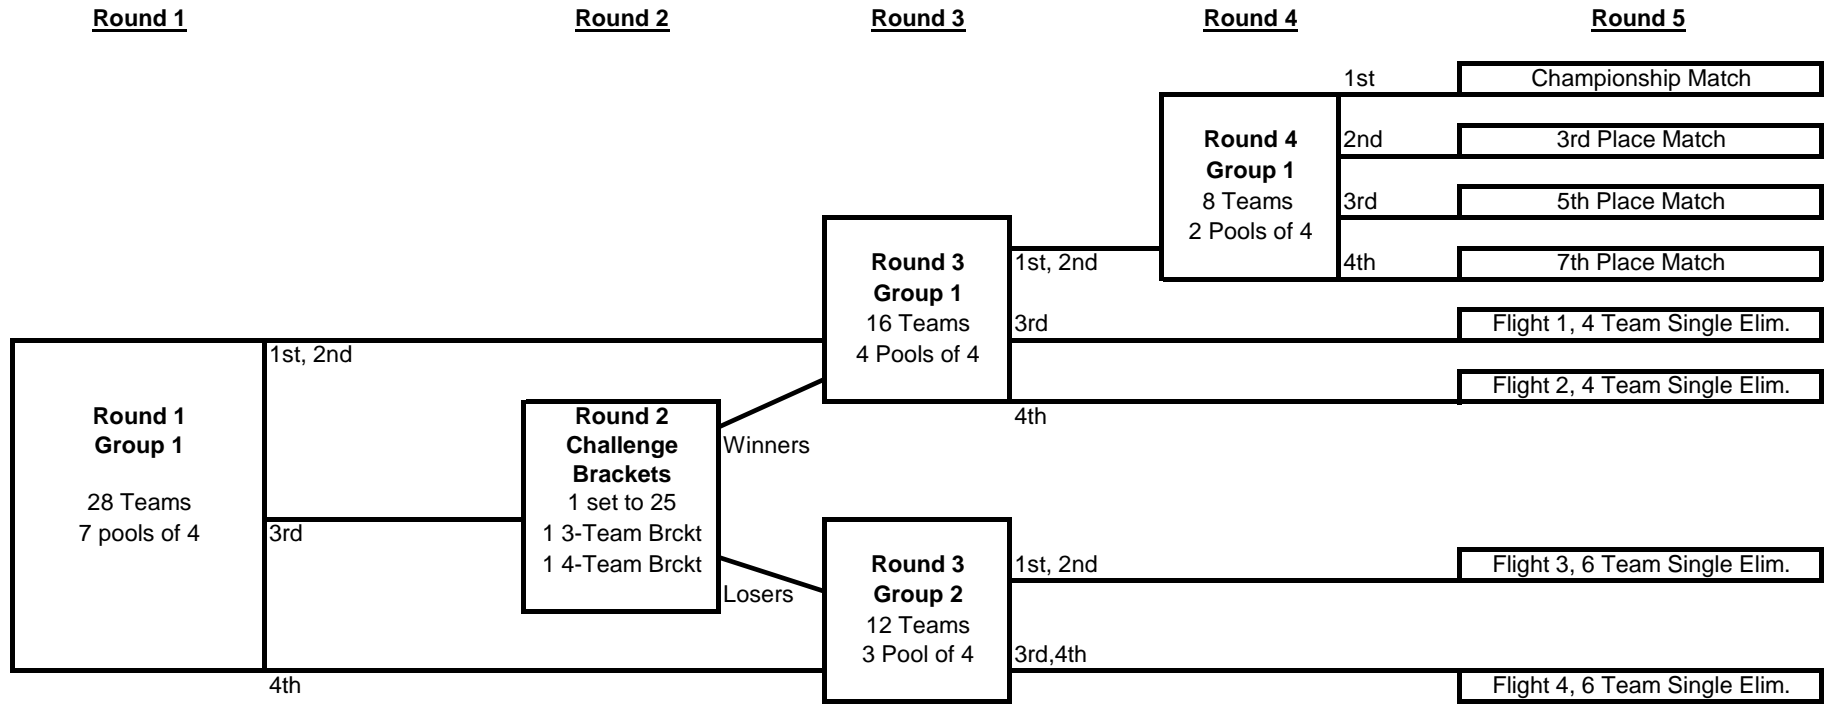 Round 1
Round 2
Round 3
Round 4
Round 5
Round 1
Group 1
28 Teams
7 pools of 4
1st, 2nd
3rd
4th
Round 2
Challenge
Brackets
1 set to 25
1 3-Team Brckt
1 4-Team Brckt
Winners
Losers
Round 3
Group 1
16 Teams
4 Pools of 4
1st, 2nd
3rd
4th
Round 3
Group 2
12 Teams
3 Pool of 4
1st, 2nd
3rd,4th
Round 4
Group 1
8 Teams
2 Pools of 4
1st
2nd
3rd
4th
Championship Match
3rd Place Match
5th Place Match
7th Place Match
Flight 1, 4 Team Single Elim.
Flight 2, 4 Team Single Elim.
Flight 3, 6 Team Single Elim.
Flight 4, 6 Team Single Elim.